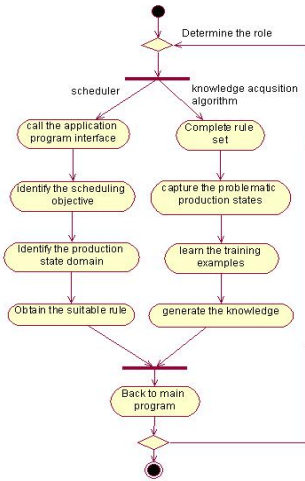 Determine the role
scheduler
knowledge acqusition
algorithm
call the application
program interface
Complete rule
set
identify the scheduling
objective
capture the problematic
production states
Identify the production
state domain
learn the training
examples
Obtain the suitable rule
generate the knowledge
Back to main
program